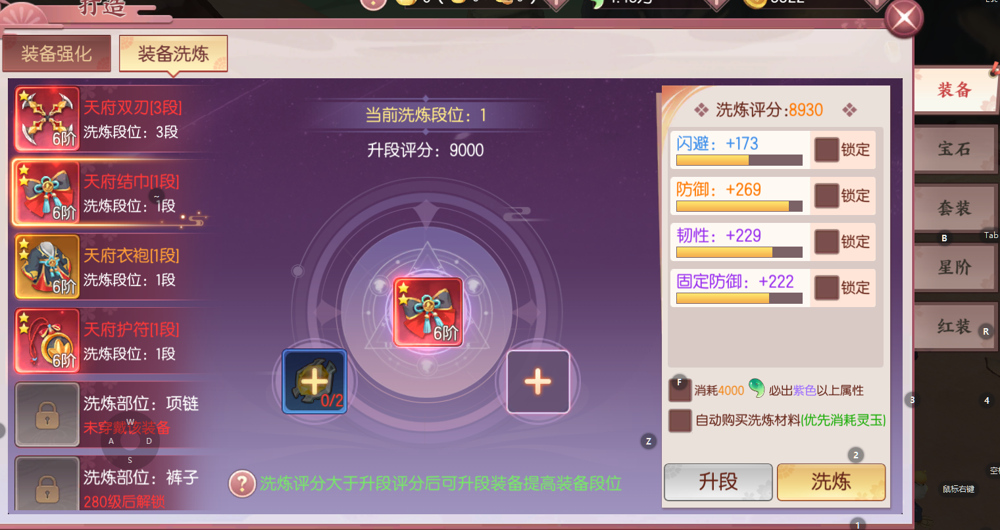 打造
Esc
装备强化
装备洗炼
天府双刃[3段]
洗炼段位：3段
6阶
天府结巾[1段]
洗炼段位：1段
6阶
~
天府衣袍[1段]
洗炼段位：1段
6阶
天府护符[1段]
洗炼段位：1段
6阶
洗炼部位：项链
未穿戴该装备
W
A
D
S
洗炼部位：裤子
280级后解锁
当前洗炼段位：1
升段评分：9000
6阶
0/2
?
洗炼评分大于升段评分后可升段装备提高装备段位
Z
洗炼评分:8930
闪避：+173
锁定
防御：+269
锁定
韧性：+229
锁定
固定防御：+222
锁定
F
消耗4000
必出紫色以上属性
自动购买洗炼材料(优先消耗灵玉)
2
升段
洗炼
1
装备
宝石
套装
B
Tab
星阶
红装
R
3
4
鼠标右键